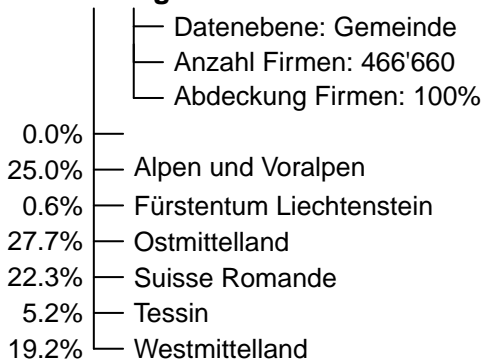 Datenebene: Gemeinde
Anzahl Firmen: 466'660
Abdeckung Firmen: 100%
0.0%
25.0% Alpen und Voralpen
0.6% Fürstentum Liechtenstein
27.7% Ostmittelland
22.3% Suisse Romande
5.2% Tessin
19.2% Westmittelland